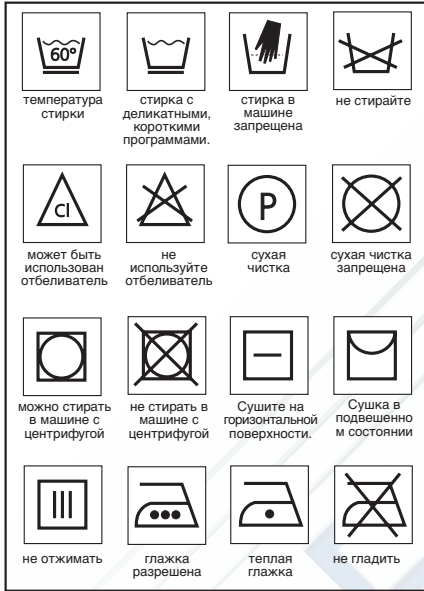 60°
температура
стирки
стирка с
деликатными,
короткими
программами.
стирка в
машине
запрещена
не стирайте
Cl
может быть
использован
отбеливатель
не
используйте
отбеливатель
P
сухая
чистка
сухая чистка
запрещена
можно стирать
в машине с
центрифугой
не стирать в
машине с
центрифугой
Сушите на
горизонтальной
поверхности.
Сушка в
подвешенно
м состоянии
не отжимать
глажка
разрешена
теплая
глажка
не гладить